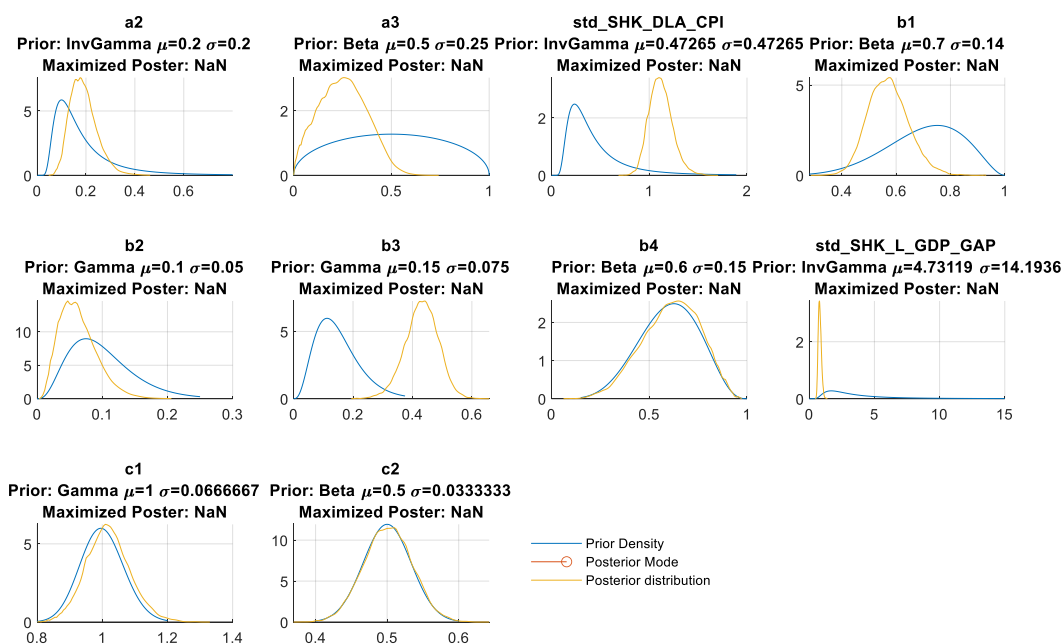 a2
Prior: InvGamma μ=0.2 σ=0.2
Maximized Poster: NaN
5
0
0 0.2 0.4 0.6
a3
Prior: Beta μ=0.5 σ=0.25
Maximized Poster: NaN
2
0
0 0.5 1
std_SHK_DLA_CPI
Prior: InvGamma μ=0.47265 σ=0.47265
Maximized Poster: NaN
2
0
0 1 2
b1
Prior: Beta μ=0.7 σ=0.14
Maximized Poster: NaN
5
0
0.4 0.6 0.8 1
b2
Prior: Gamma μ=0.1 σ=0.05
Maximized Poster: NaN
10
5
0
0 0.1 0.2 0.3
b3
Prior: Gamma μ=0.15 σ=0.075
Maximized Poster: NaN
5
0
0 0.2 0.4 0.6
b4
Prior: Beta μ=0.6 σ=0.15
Maximized Poster: NaN
2
1
0
0 0.5 1
std_SHK_L_GDP_GAP
Prior: InvGamma μ=4.73119 σ=14.1936
Maximized Poster: NaN
2
0
0 5 10 15
c1
Prior: Gamma μ=1 σ=0.0666667
Maximized Poster: NaN
5
0
0.8 1 1.2 1.4
c2
Prior: Beta μ=0.5 σ=0.0333333
Maximized Poster: NaN
10
5
0
0.4 0.5 0.6
Prior Density
Posterior Mode
Posterior distribution